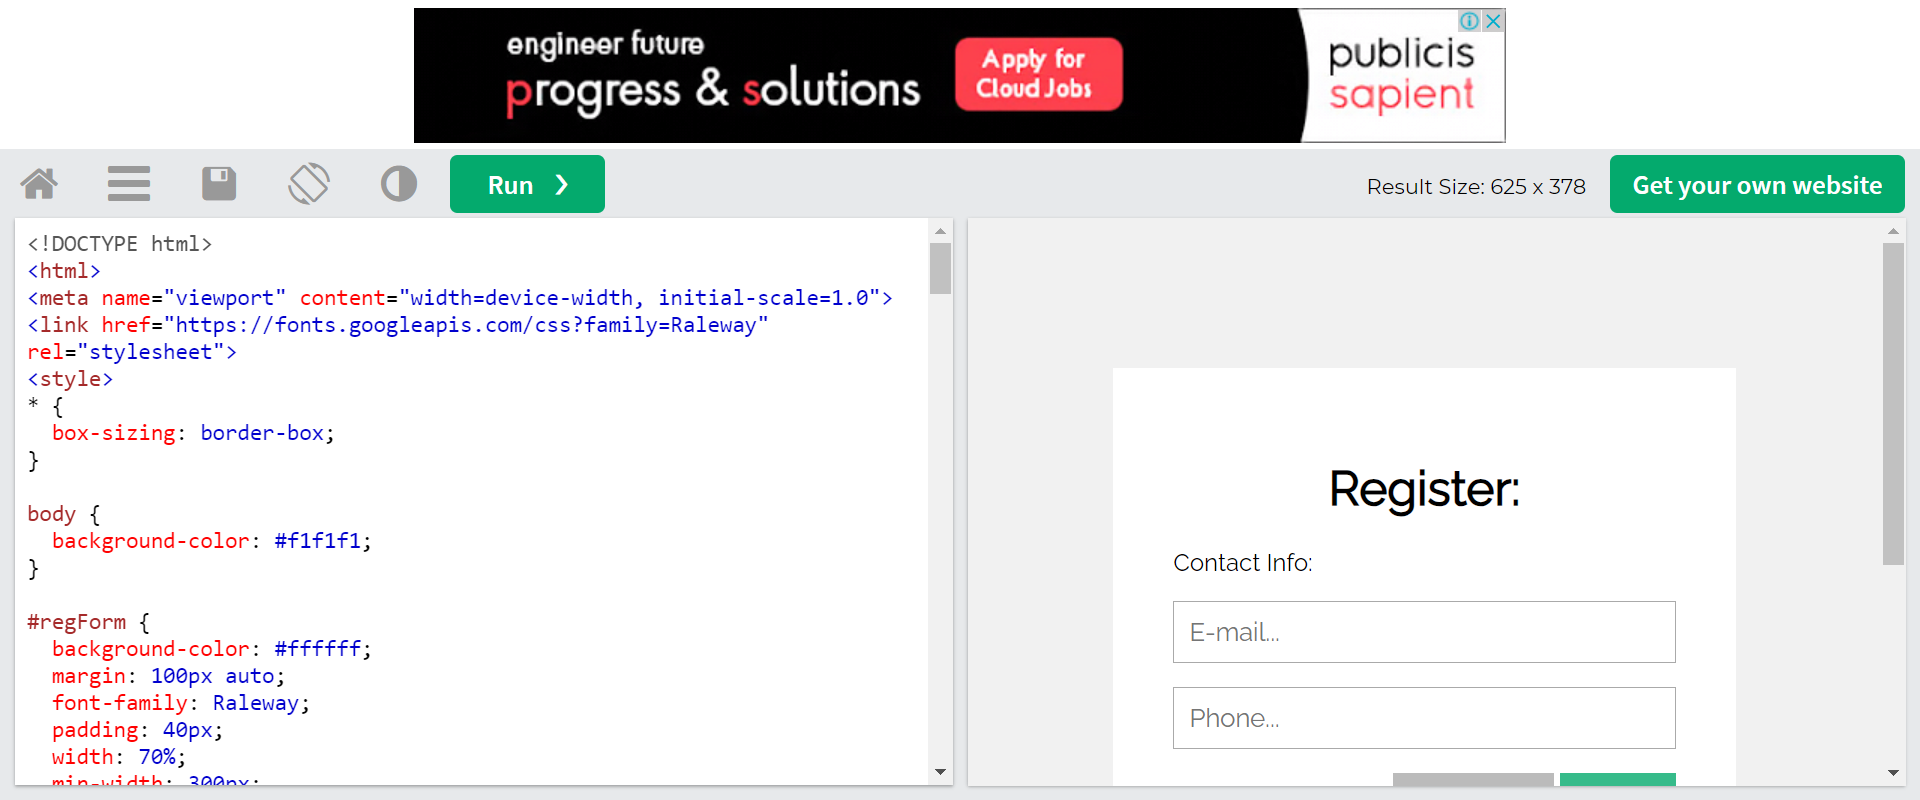 engineer future
progress & solutions
Apply for
Cloud Jobs
publicis
sapient
Run ❯
Result Size: 625 x 378
Get your own website
<!DOCTYPE html>
<html>
<meta name="viewport" content="width=device-width, initial-scale=1.0">
<link href="https://fonts.googleapis.com/css?family=Raleway"
rel="stylesheet">
<style>
* {
  box-sizing: border-box;
}
body {
  background-color: #f1f1f1;
}
#regForm {
  background-color: #ffffff;
  margin: 100px auto;
  font-family: Raleway;
  padding: 40px;
  width: 70%;
  min-width: 300px;
Register:
Contact Info:
E-mail...
Phone...